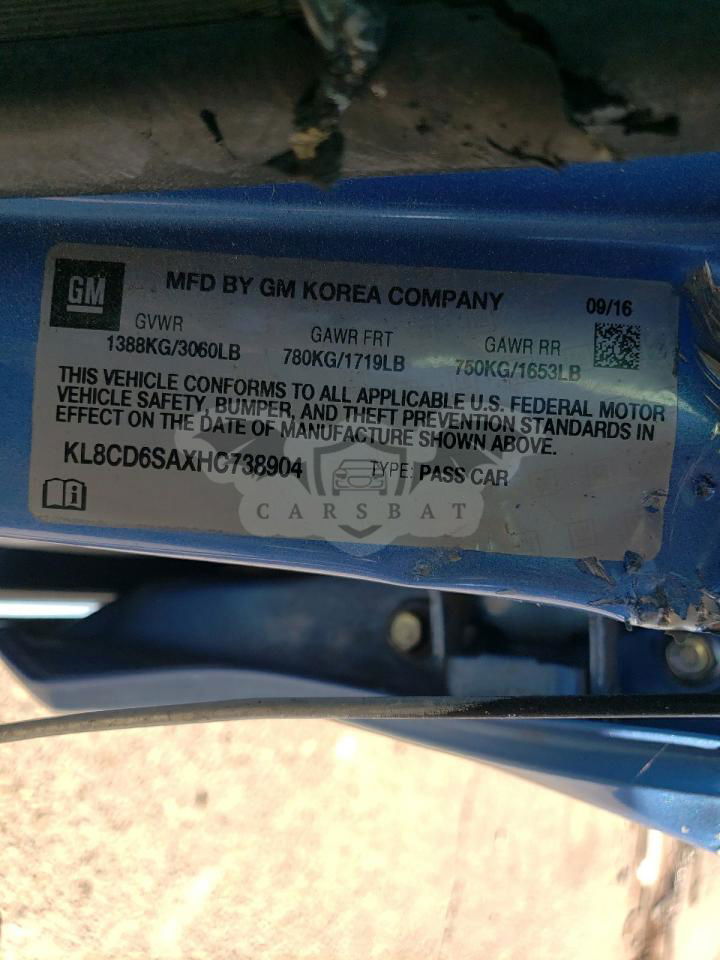 GM
MFD BY GM KOREA COMPANY
09/16
GVWR GAWR FRT GAWR RR
1388KG/3060LB 780KG/1719LB 750KG/1653LB
THIS VEHICLE CONFORMS TO ALL APPLICABLE U.S. FEDERAL MOTOR
VEHICLE SAFETY, BUMPER, AND THEFT PREVENTION STANDARDS IN
EFFECT ON THE DATE OF MANUFACTURE SHOWN ABOVE.
KL8CD6SAXHC738904 TYPE: PASS CAR
CARSBAT